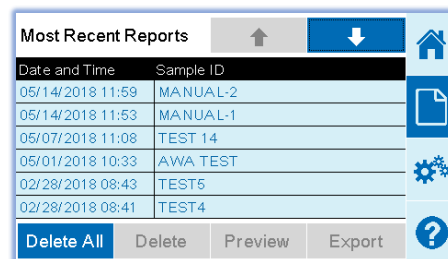 Most Recent Reports
Date and Time Sample ID
05/14/2018 11:59 MANUAL-2
05/14/2018 11:53 MANUAL-1
05/07/2018 11:08 TEST 14
05/01/2018 10:33 AWA TEST
02/28/2018 08:43 TEST5
02/28/2018 08:41 TEST4
Delete All Delete Preview Export ?